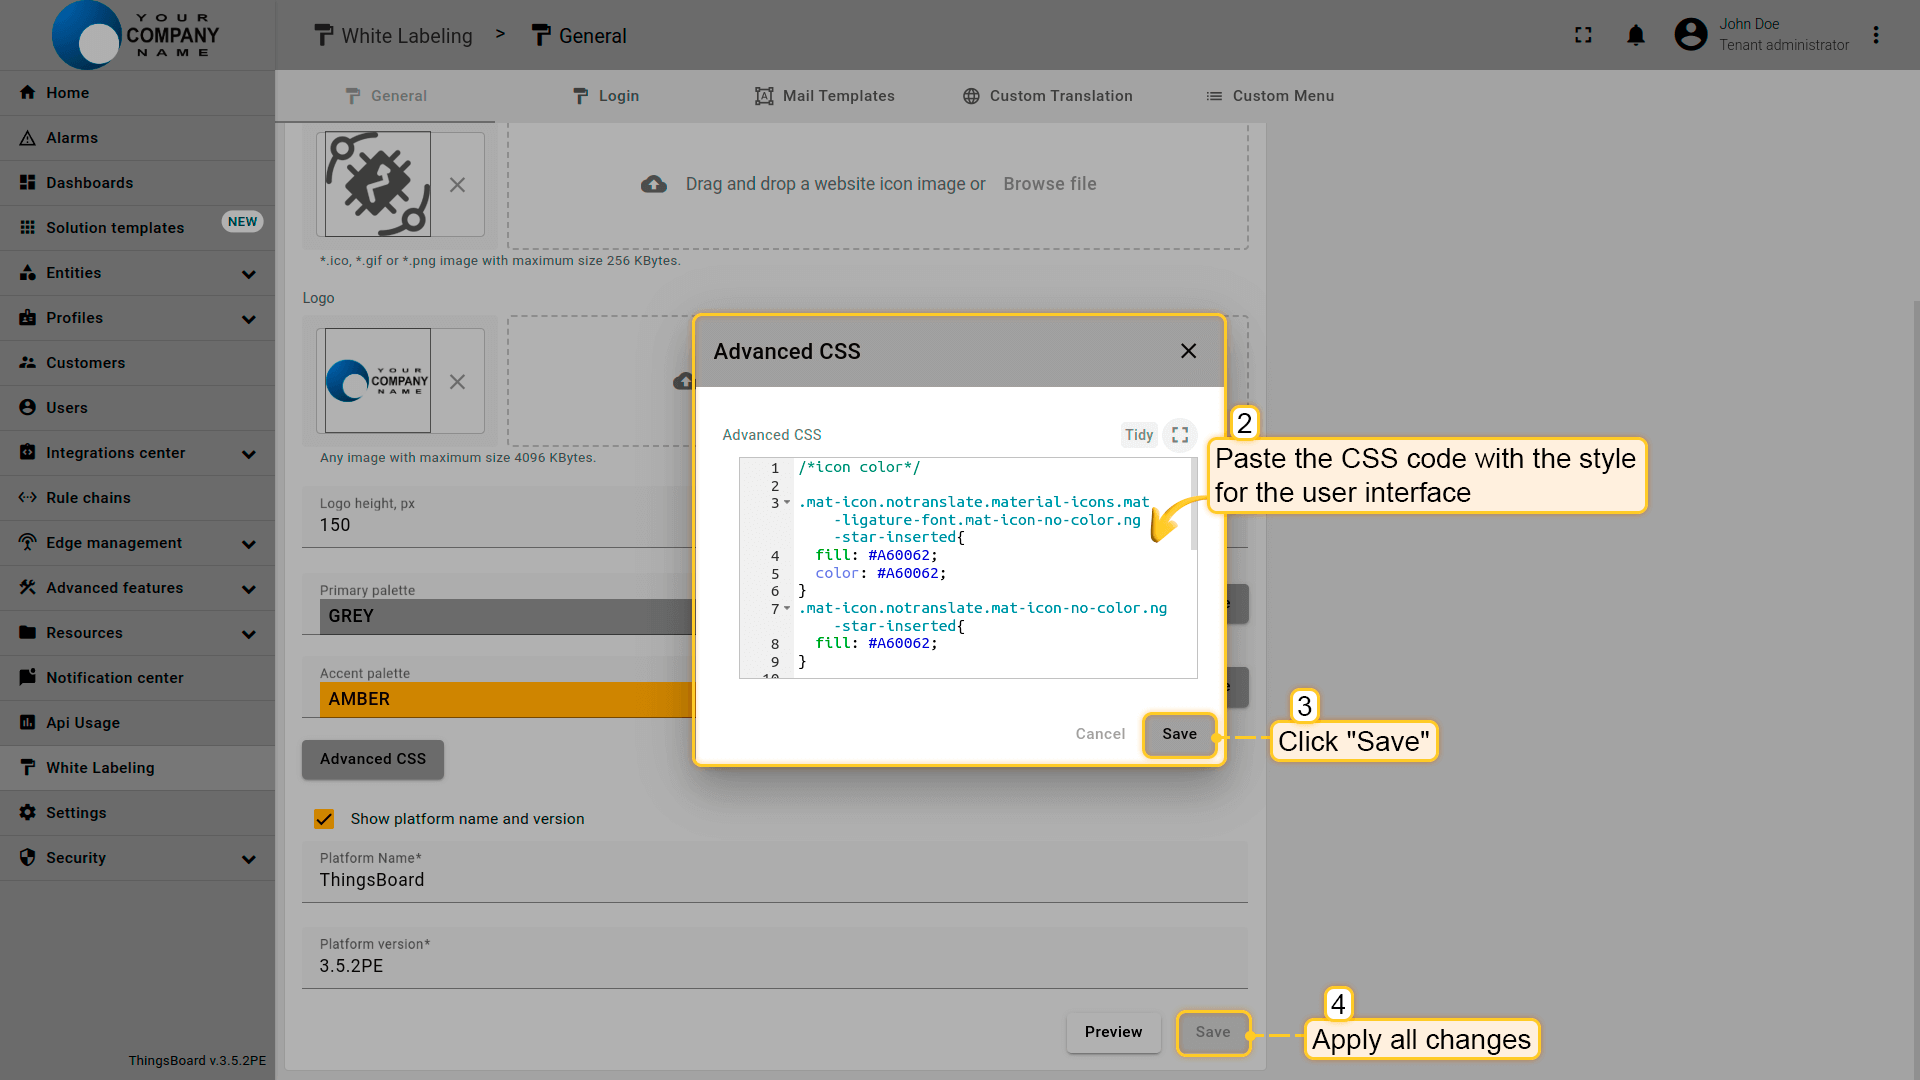 YOUR
COMPANY
NAME
White Labeling > General
John Doe
Tenant administrator
Home
Alarms
Dashboards
Solution templates NEW
Entities
Profiles
Customers
Users
Integrations center
Rule chains
Edge management
Advanced features
Resources
Notification center
Api Usage
White Labeling
Settings
Security
ThingsBoard v.3.5.2PE
General Login Mail Templates Custom Translation Custom Menu
Drag and drop a website icon image or Browse file
*.ico, *.gif or *.png image with maximum size 256 KBytes.
Logo
YOUR
COMPANY
NAME
Any image with maximum size 4096 KBytes.
Logo height, px
150
Primary palette
GREY
Accent palette
AMBER
Advanced CSS
Show platform name and version
Platform Name*
ThingsBoard
Platform version*
3.5.2PE
Preview Save
Advanced CSS
Advanced CSS Tidy
1 /*icon color*/
2
3 .mat-icon.notranslate.material-icons.mat
-ligature-font.mat-icon-no-color.ng
-star-inserted{
4 fill: #A60062;
5 color: #A60062;
6 }
7 .mat-icon.notranslate.mat-icon-no-color.ng
-star-inserted{
8 fill: #A60062;
9 }
10
Cancel Save
2
Paste the CSS code with the style
for the user interface
3
Click "Save"
4
Apply all changes